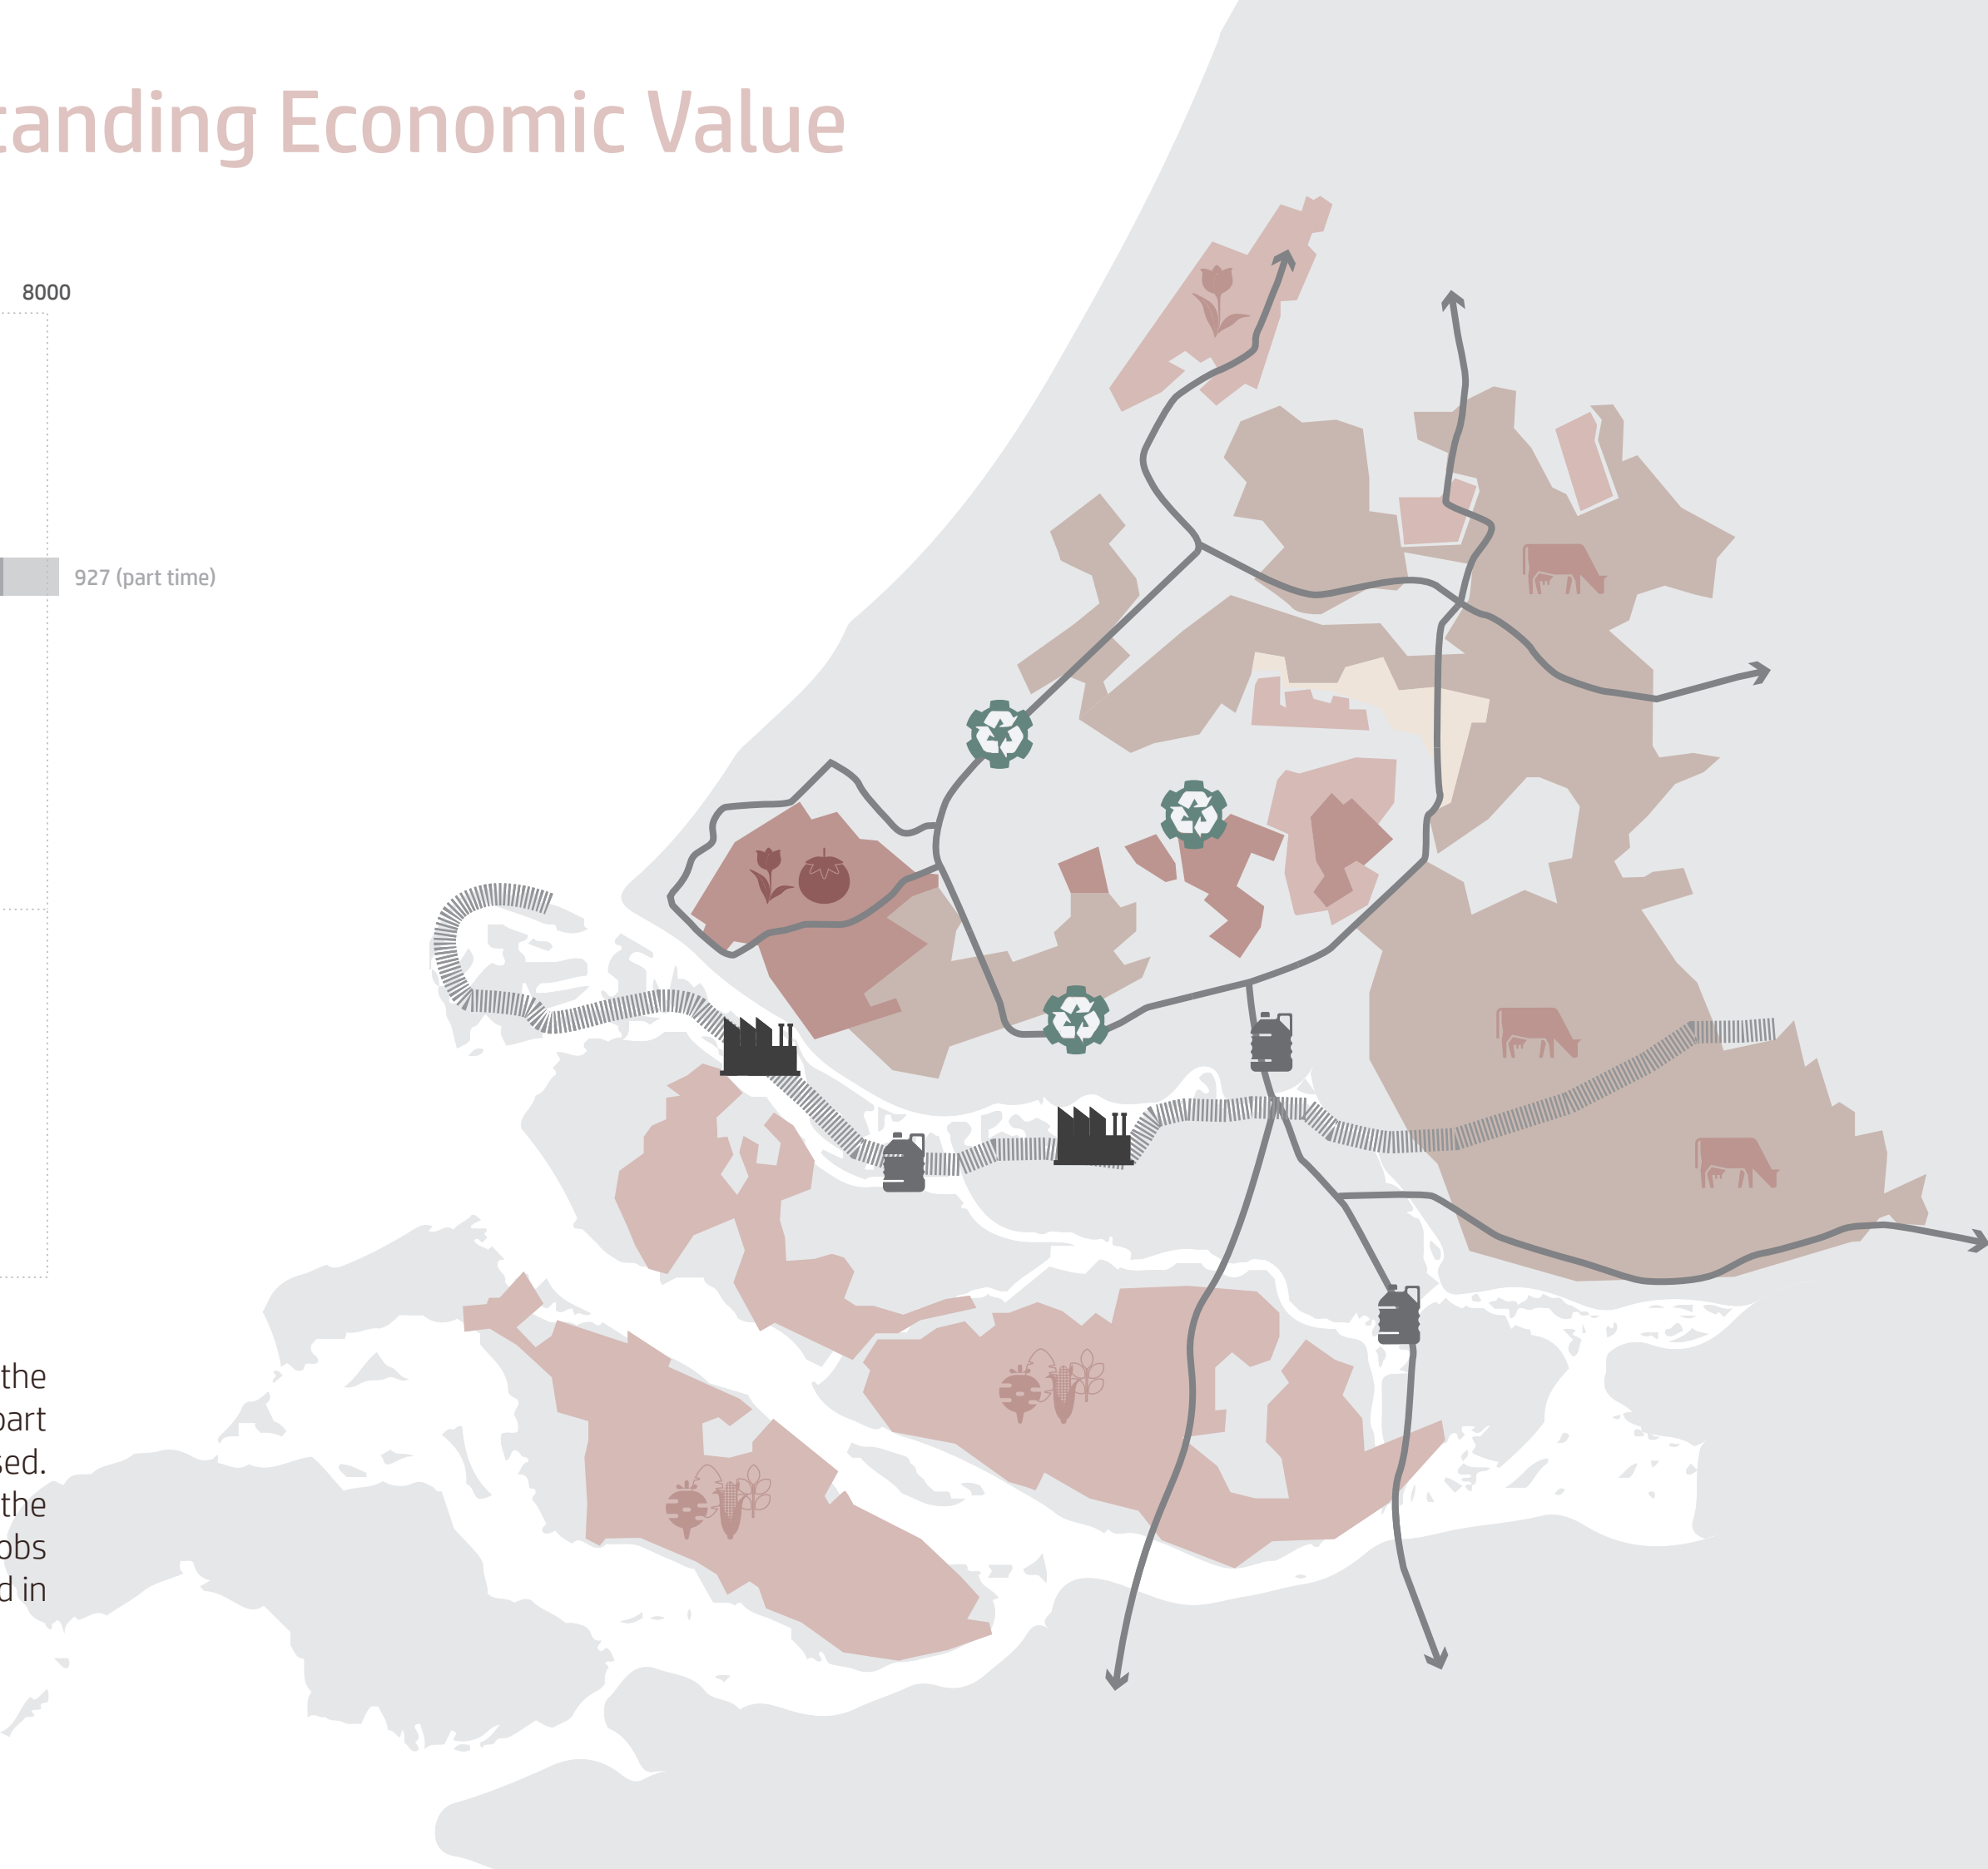 tanding Economic Value
8000
927 (part time)
the
part
sed.
the
obs
d in